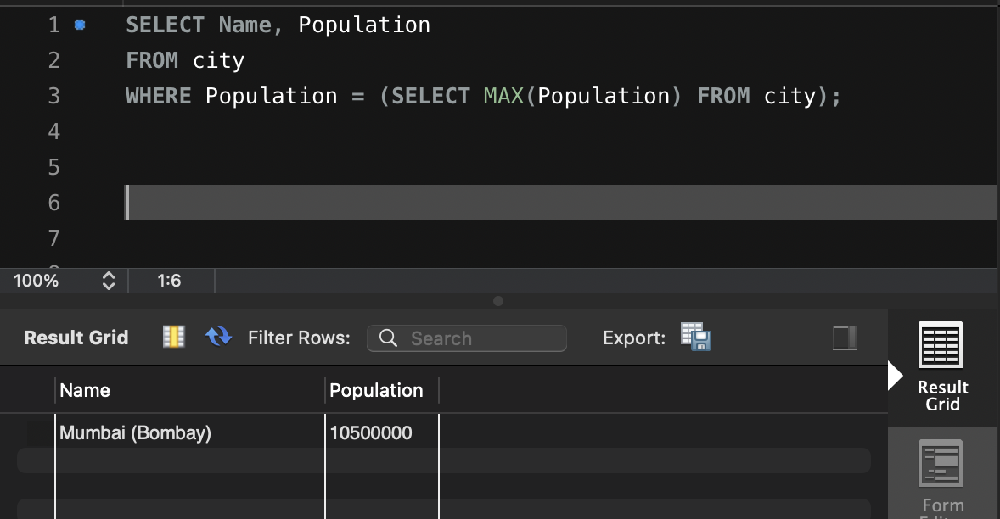 1 SELECT Name, Population
2 FROM city
3 WHERE Population = (SELECT MAX(Population) FROM city);
4
5
6
7
100% 1:6
Result Grid Filter Rows: Search Export:
Result
Grid
Name Population
Mumbai (Bombay) 10500000
Form